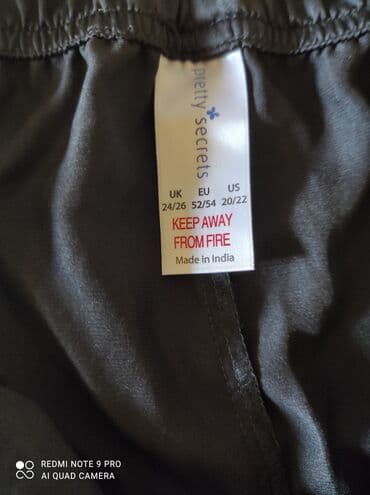 pretty secrets
UK EU US
24/26 52/54 20/22
KEEP AWAY
FROM FIRE
Made in India
REDMI NOTE 9 PRO
AI QUAD CAMERA